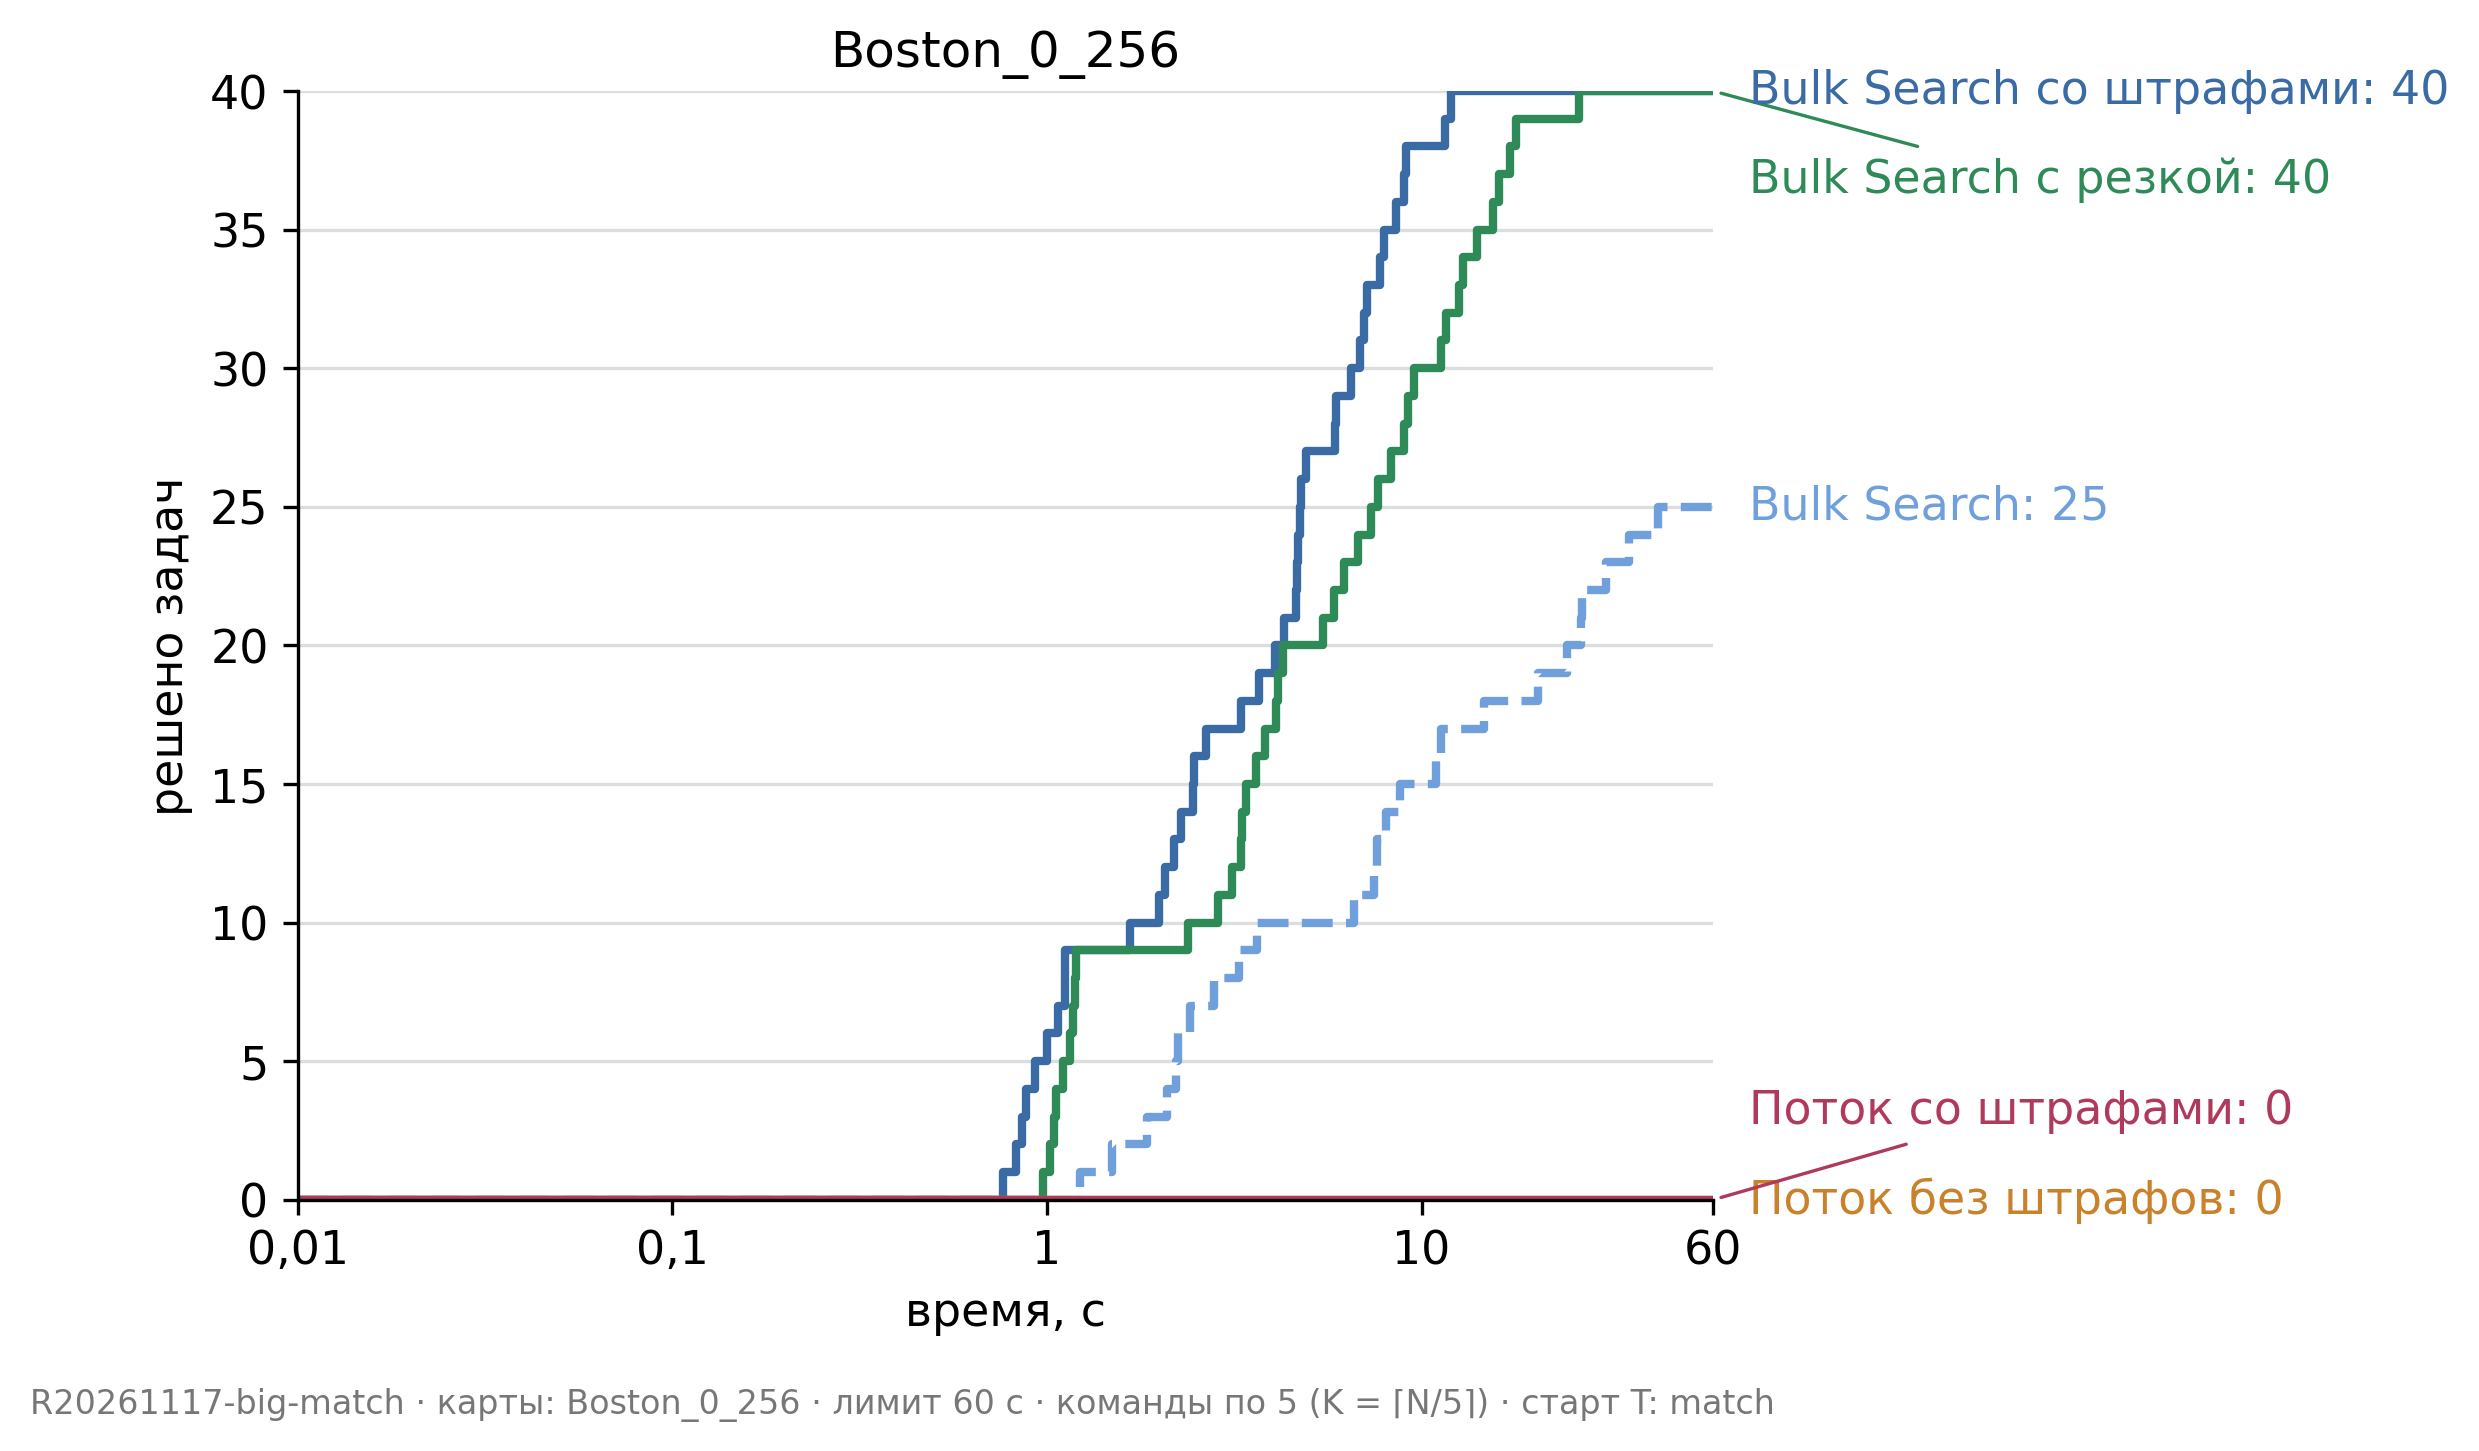 Boston_0_256
40
35
30
25
20
15
10
5
0
решено задач
0,01
0,1
1
10
60
время, с
Bulk Search со штрафами: 40
Bulk Search с резкой: 40
Bulk Search: 25
Поток со штрафами: 0
Поток без штрафов: 0
R20261117-big-match · карты: Boston_0_256 · лимит 60 с · команды по 5 (K = ⌈N/5⌉) · старт T: match